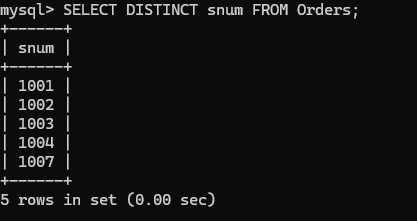 mysql> SELECT DISTINCT snum FROM Orders;
+------+
| snum |
+------+
| 1001 |
| 1002 |
| 1003 |
| 1004 |
| 1007 |
+------+
5 rows in set (0.00 sec)